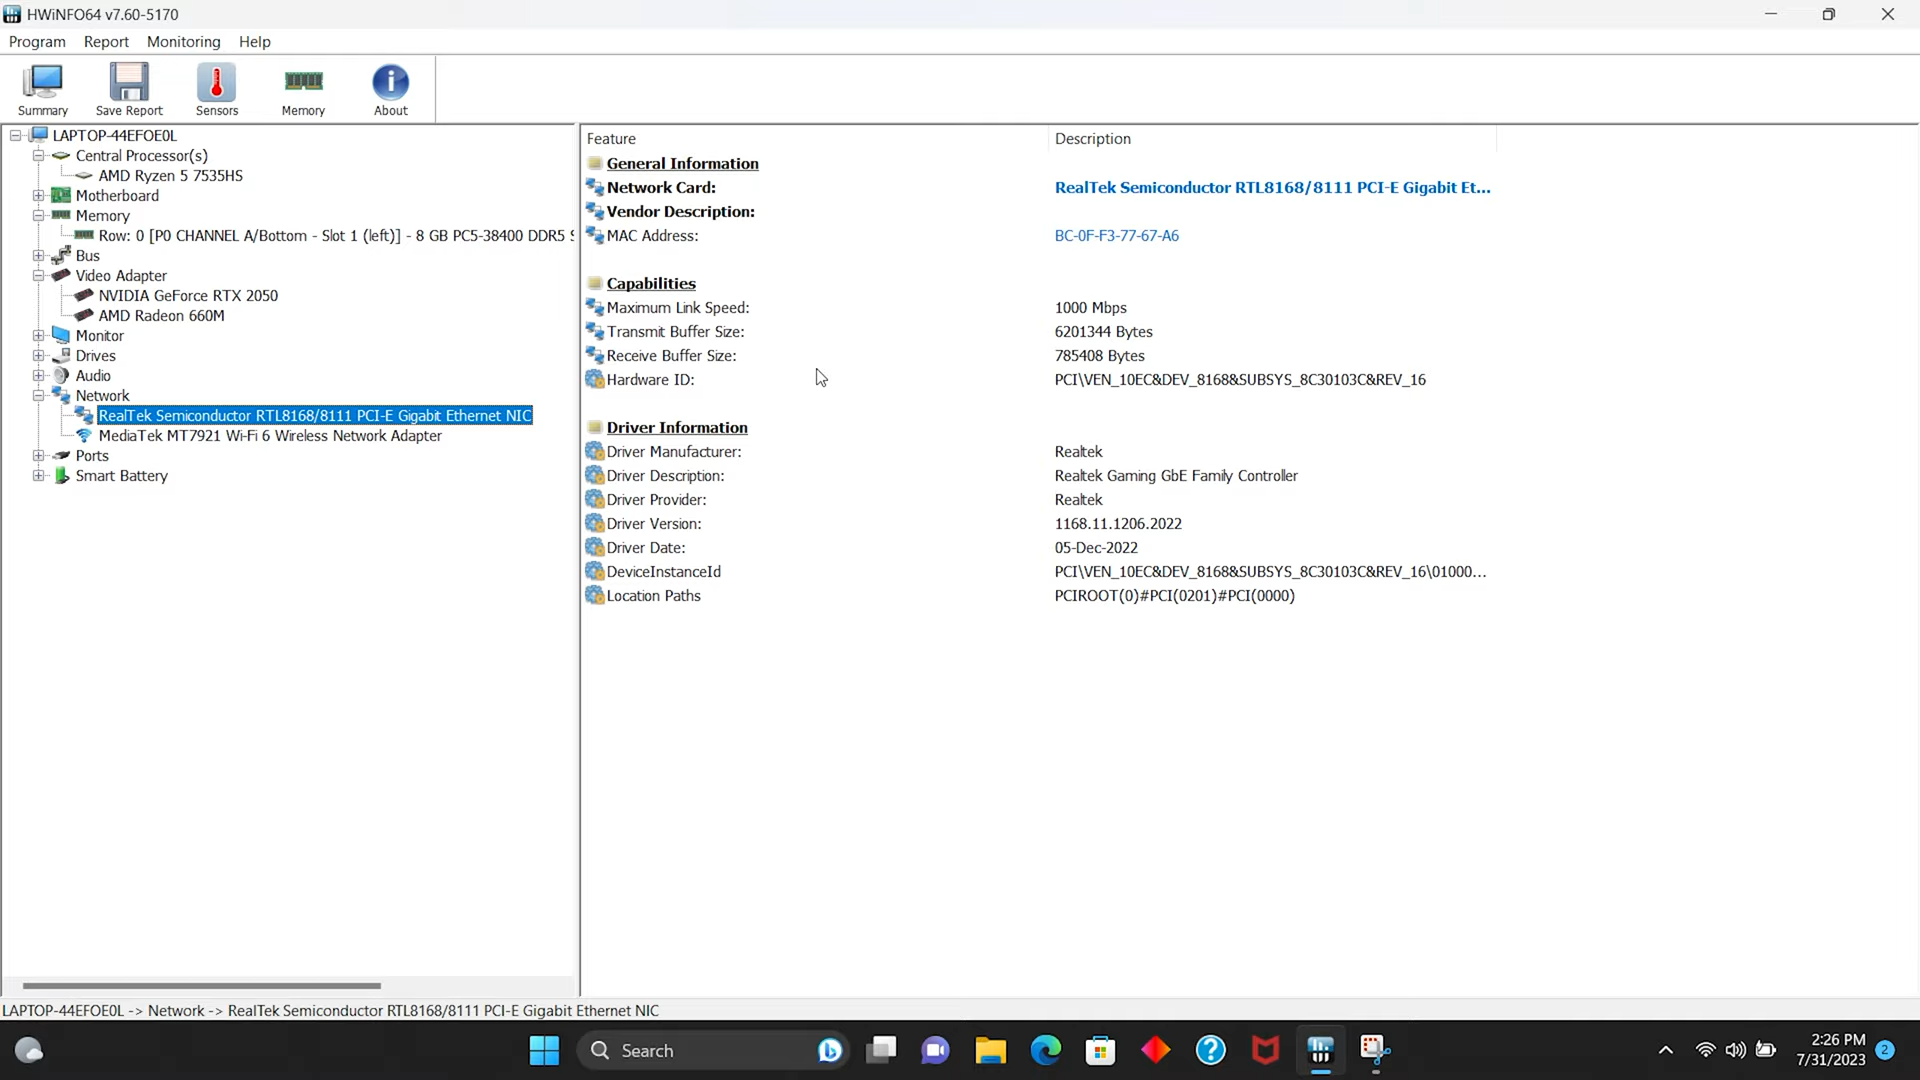 HWiNFO64 v7.60-5170
Program Report Monitoring Help
Summary Save Report Sensors Memory About
LAPTOP-44EFOE0L
Central Processor(s)
AMD Ryzen 5 7535HS
Motherboard
Memory
Row: 0 [P0 CHANNEL A/Bottom - Slot 1 (left)] - 8 GB PC5-38400 DDR5 S
Bus
Video Adapter
NVIDIA GeForce RTX 2050
AMD Radeon 660M
Monitor
Drives
Audio
Network
RealTek Semiconductor RTL8168/8111 PCI-E Gigabit Ethernet NIC
MediaTek MT7921 Wi-Fi 6 Wireless Network Adapter
Ports
Smart Battery
Feature Description
General Information
Network Card: RealTek Semiconductor RTL8168/8111 PCI-E Gigabit Et...
Vendor Description:
MAC Address: BC-0F-F3-77-67-A6
Capabilities
Maximum Link Speed: 1000 Mbps
Transmit Buffer Size: 6201344 Bytes
Receive Buffer Size: 785408 Bytes
Hardware ID: PCI\VEN_10EC&DEV_8168&SUBSYS_8C30103C&REV_16
Driver Information
Driver Manufacturer: Realtek
Driver Description: Realtek Gaming GbE Family Controller
Driver Provider: Realtek
Driver Version: 1168.11.1206.2022
Driver Date: 05-Dec-2022
DeviceInstanceId PCI\VEN_10EC&DEV_8168&SUBSYS_8C30103C&REV_16\01000...
Location Paths PCIROOT(0)#PCI(0201)#PCI(0000)
LAPTOP-44EFOE0L -> Network -> RealTek Semiconductor RTL8168/8111 PCI-E Gigabit Ethernet NIC
Search
2:26 PM
7/31/2023
2